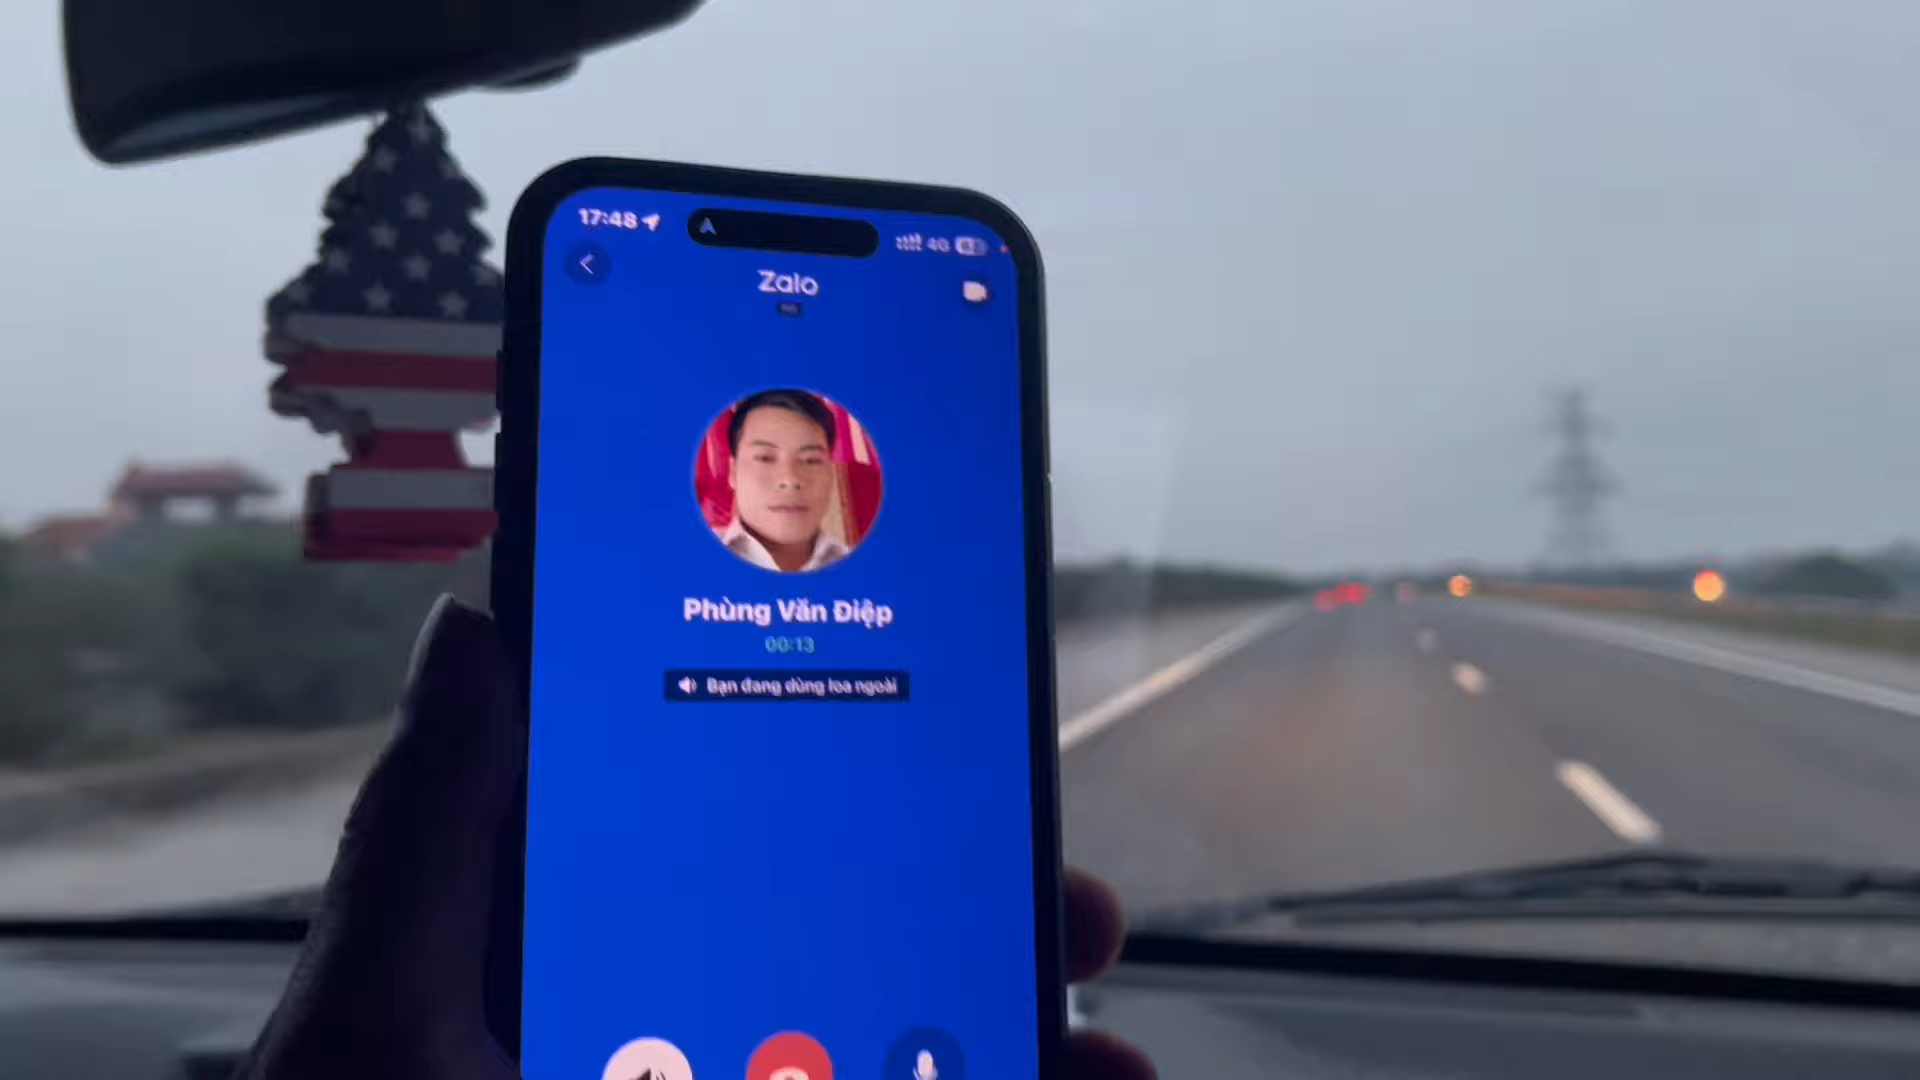 17:48
4G
Zalo
Phùng Văn Điệp
00:13
Bạn đang dùng loa ngoài